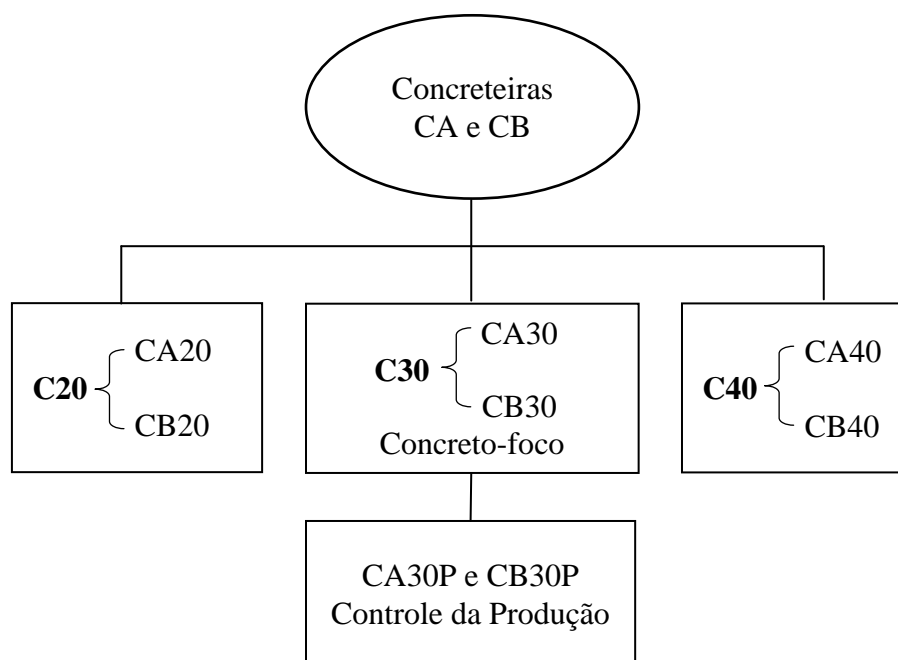 Concreteiras
CA e CB
C20
CA20
CB20
C30
CA30
CB30
Concreto-foco
C40
CA40
CB40
CA30P e CB30P
Controle da Produção